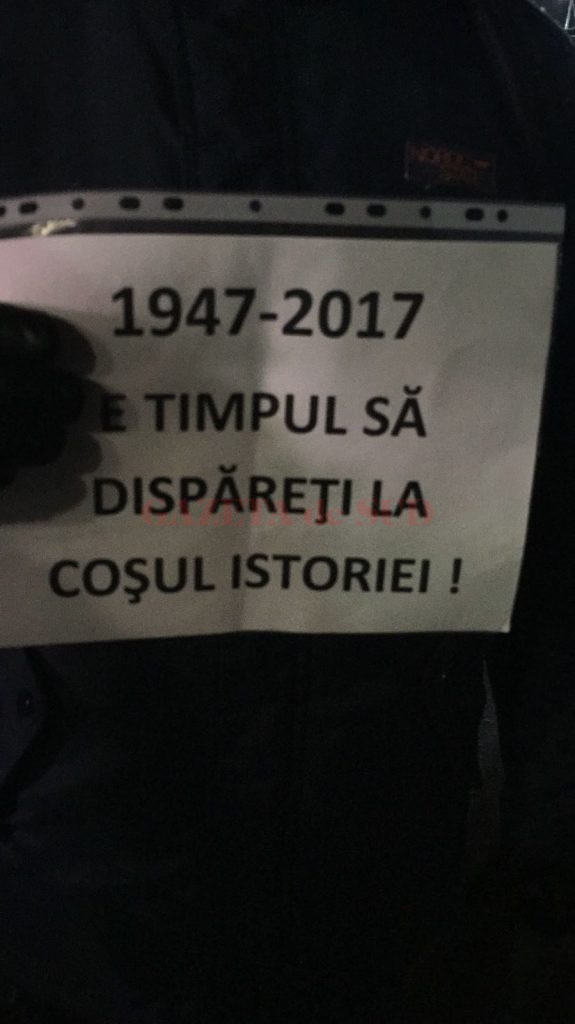 1947-2017
E TIMPUL SĂ
DISPĂREŢI LA
COŞUL ISTORIEI !